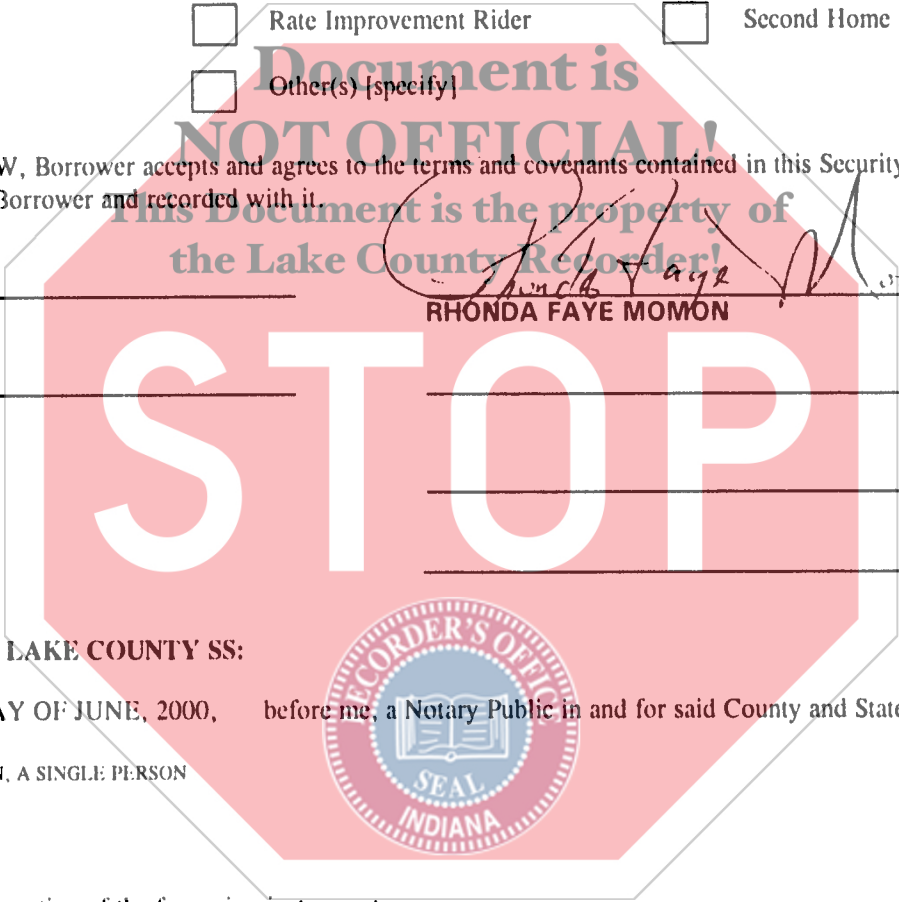 Rate Improvement Rider Second Home
Document is
Other(s) [specify]
NOT OFFICIAL!
W, Borrower accepts and agrees to the terms and covenants contained in this Security
Borrower and recorded with it.
This Document is the property of
the Lake County Recorder!
Rhonda Faye
RHONDA FAYE MOMON
STOP
LAKE COUNTY SS:
AY OF JUNE, 2000, before me, a Notary Public in and for said County and State
N, A SINGLE PERSON
RECORDER'S OFFICE
SEAL
INDIANA